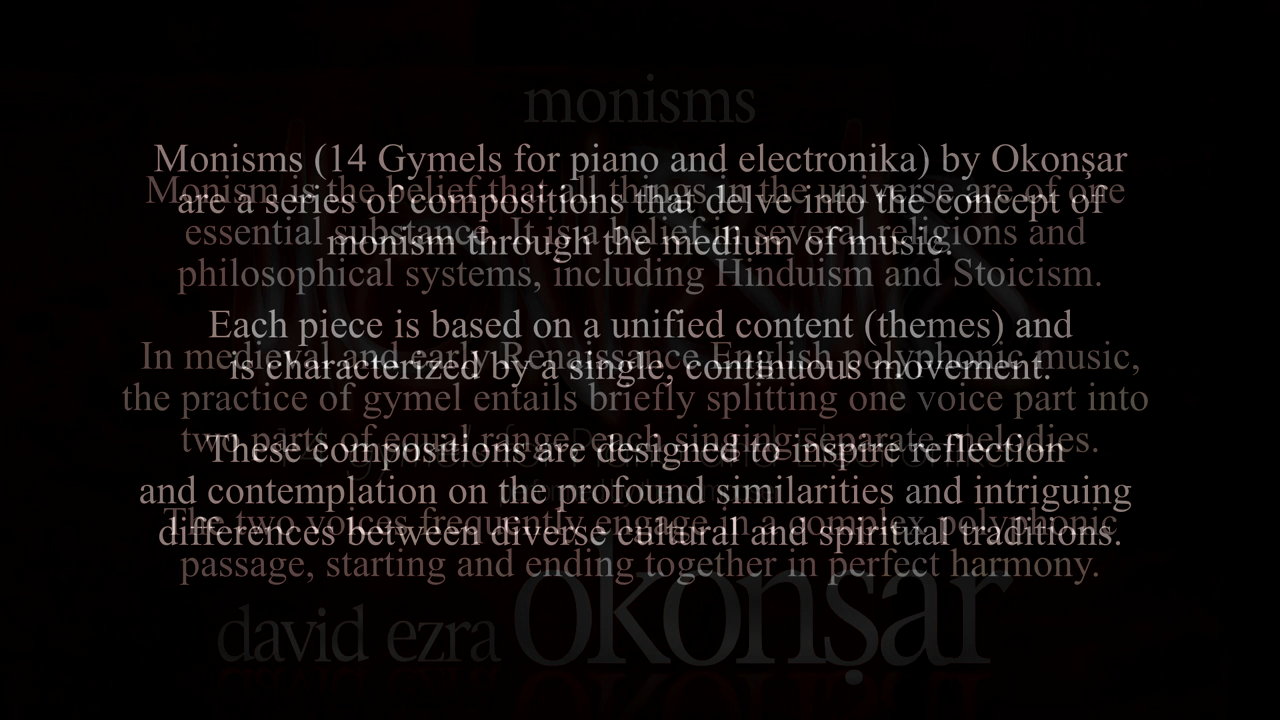 monisms
Monisms (14 Gymels for piano and electronika) by Okonşar
are a series of compositions that delve into the concept of
monism through the medium of music.
Each piece is based on a unified content (themes) and
is characterized by a single, continuous movement.
These compositions are designed to inspire reflection
and contemplation on the profound similarities and intriguing
differences between diverse cultural and spiritual traditions.
Monism is the belief that all things in the universe are of one
essential substance. It is a belief in several religions and
philosophical systems, including Hinduism and Stoicism.
In medieval and early Renaissance English polyphonic music,
the practice of gymel entails briefly splitting one voice part into
two parts of equal range, each singing separate melodies.
The two voices frequently engage in a complex polyphonic
passage, starting and ending together in perfect harmony.
david ezra okonşar